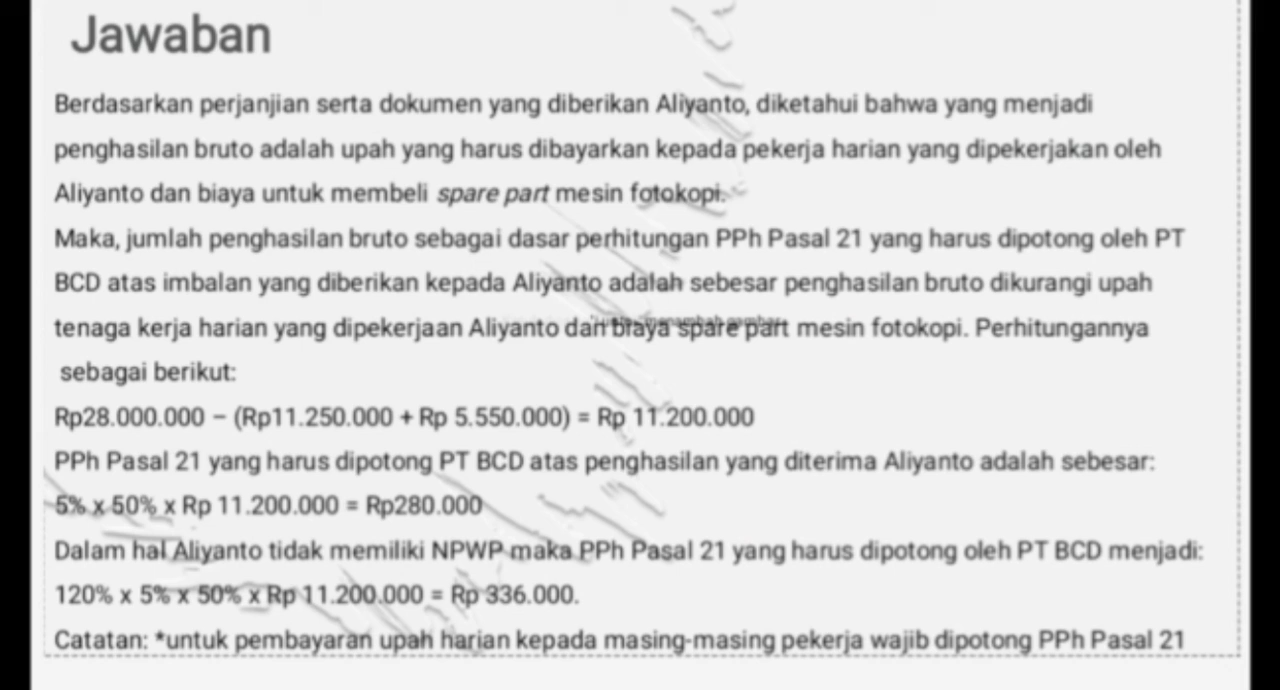 Jawaban
Berdasarkan perjanjian serta dokumen yang diberikan Aliyanto, diketahui bahwa yang menjadi
penghasilan bruto adalah upah yang harus dibayarkan kepada pekerja harian yang dipekerjakan oleh
Aliyanto dan biaya untuk membeli spare part mesin fotokopi.
Maka, jumlah penghasilan bruto sebagai dasar perhitungan PPh Pasal 21 yang harus dipotong oleh PT
BCD atas imbalan yang diberikan kepada Aliyanto adalah sebesar penghasilan bruto dikurangi upah
tenaga kerja harian yang dipekerjaan Aliyanto dan biaya spare part mesin fotokopi. Perhitungannya
sebagai berikut:
Rp28.000.000 – (Rp11.250.000 + Rp 5.550.000) = Rp 11.200.000
PPh Pasal 21 yang harus dipotong PT BCD atas penghasilan yang diterima Aliyanto adalah sebesar:
5% x 50% x Rp 11.200.000 = Rp280.000
Dalam hal Aliyanto tidak memiliki NPWP maka PPh Pasal 21 yang harus dipotong oleh PT BCD menjadi:
120% x 5% x 50% x Rp 11.200.000 = Rp 336.000.
Catatan: *untuk pembayaran upah harian kepada masing-masing pekerja wajib dipotong PPh Pasal 21